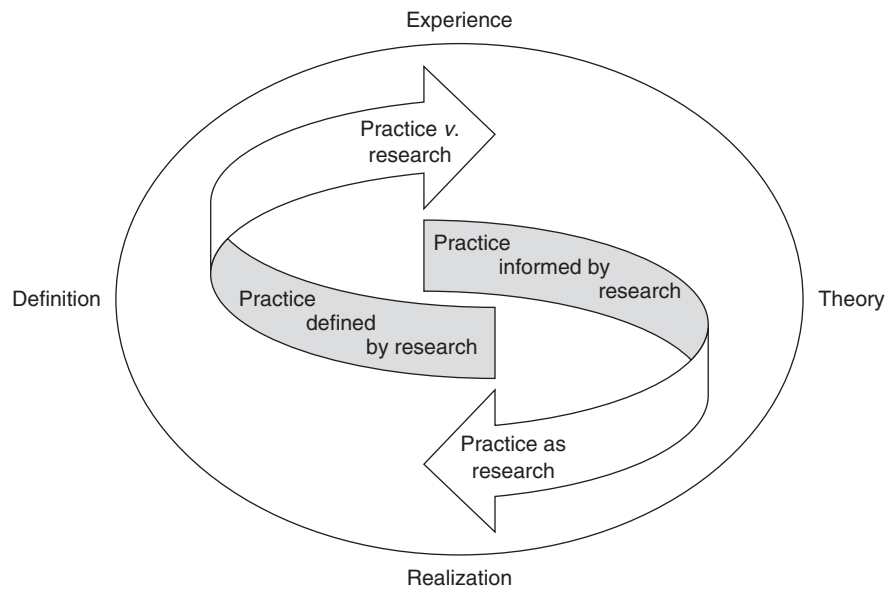 Experience
Practice v.
research
Practice
informed by
research
Definition
Theory
Practice
defined
by research
Practice as
research
Realization